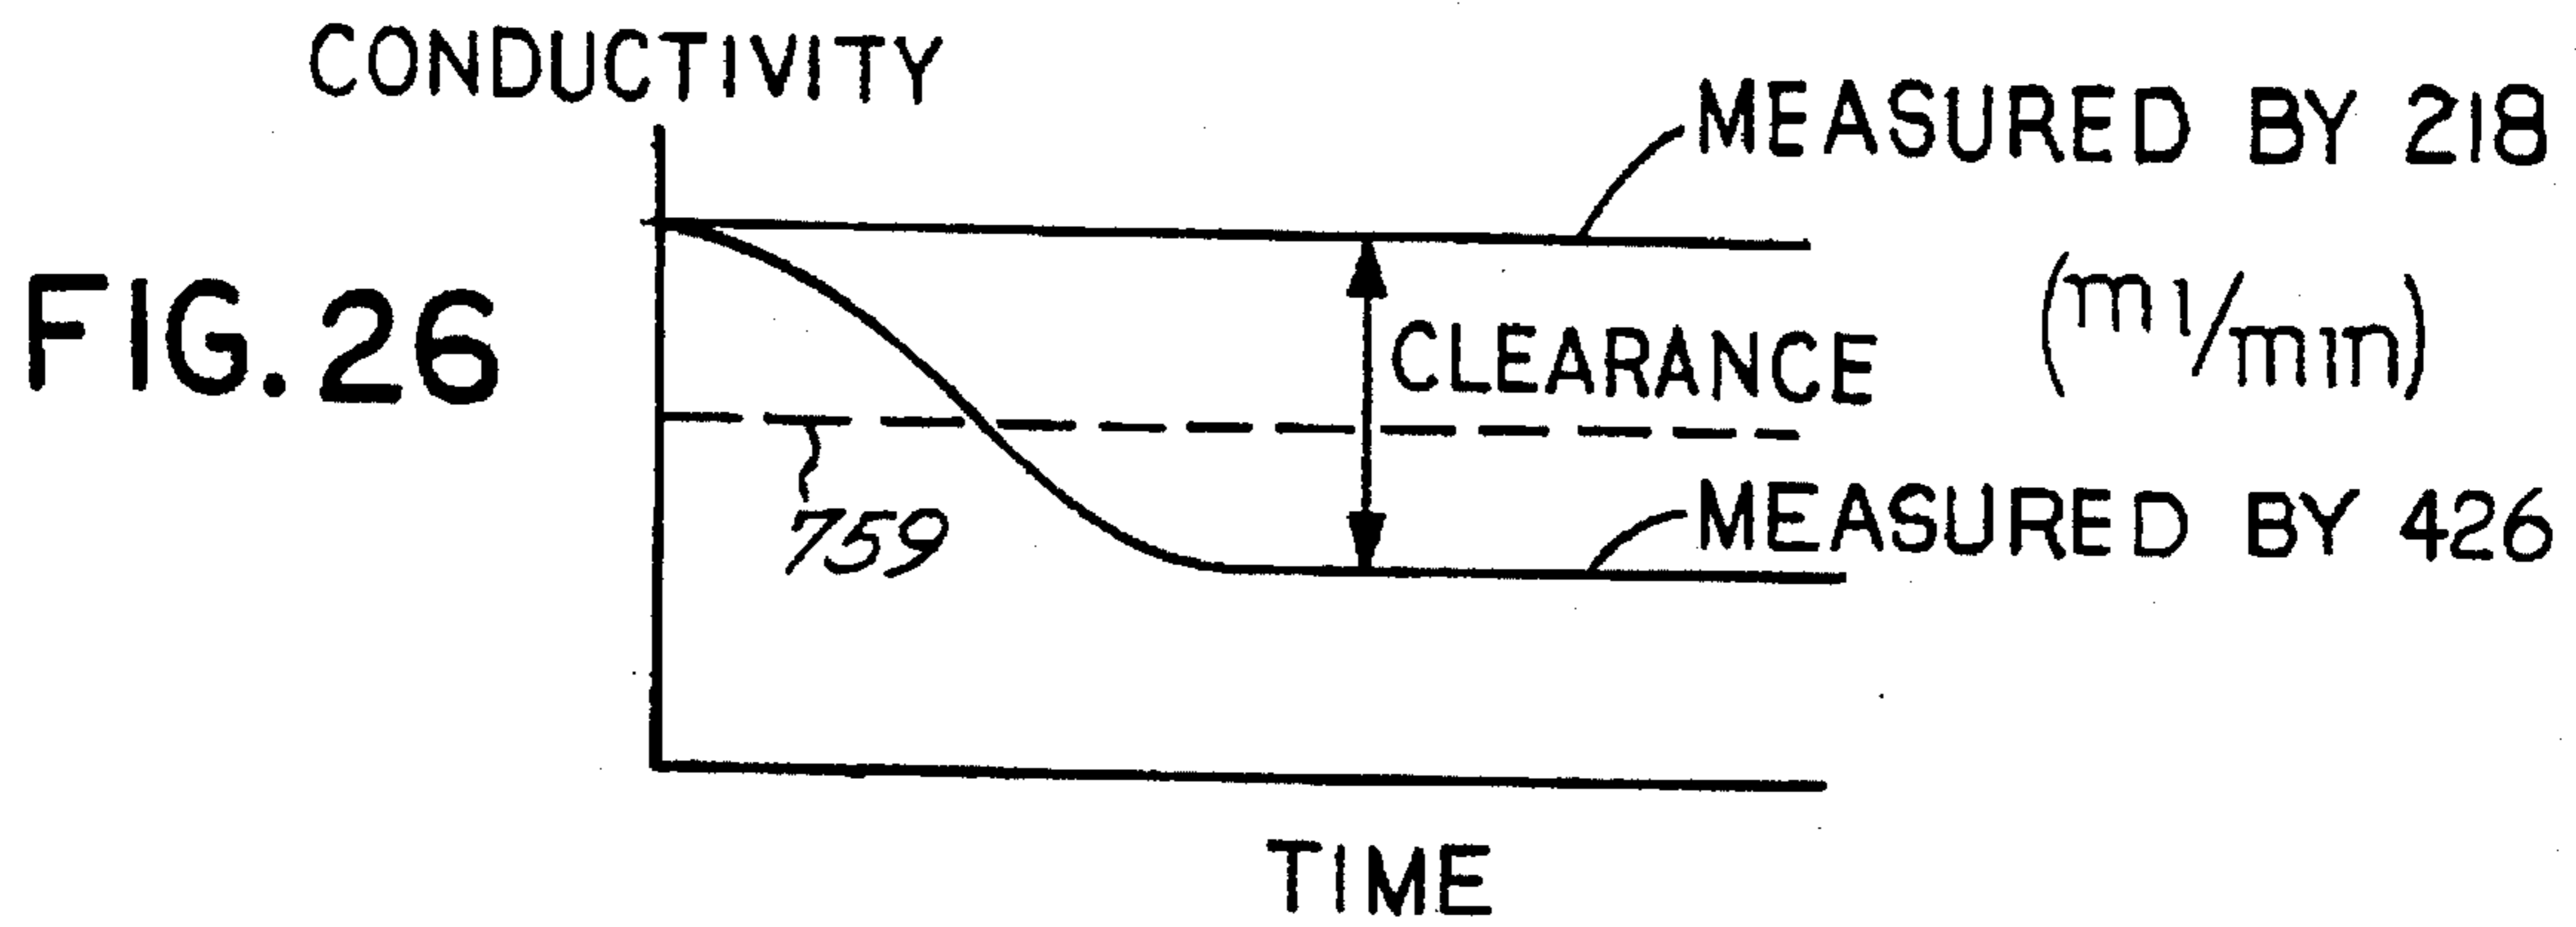 CONDUCTIVITY
MEASURED BY 218
FIG. 26
CLEARANCE (ml/min)
759
MEASURED BY 426
TIME